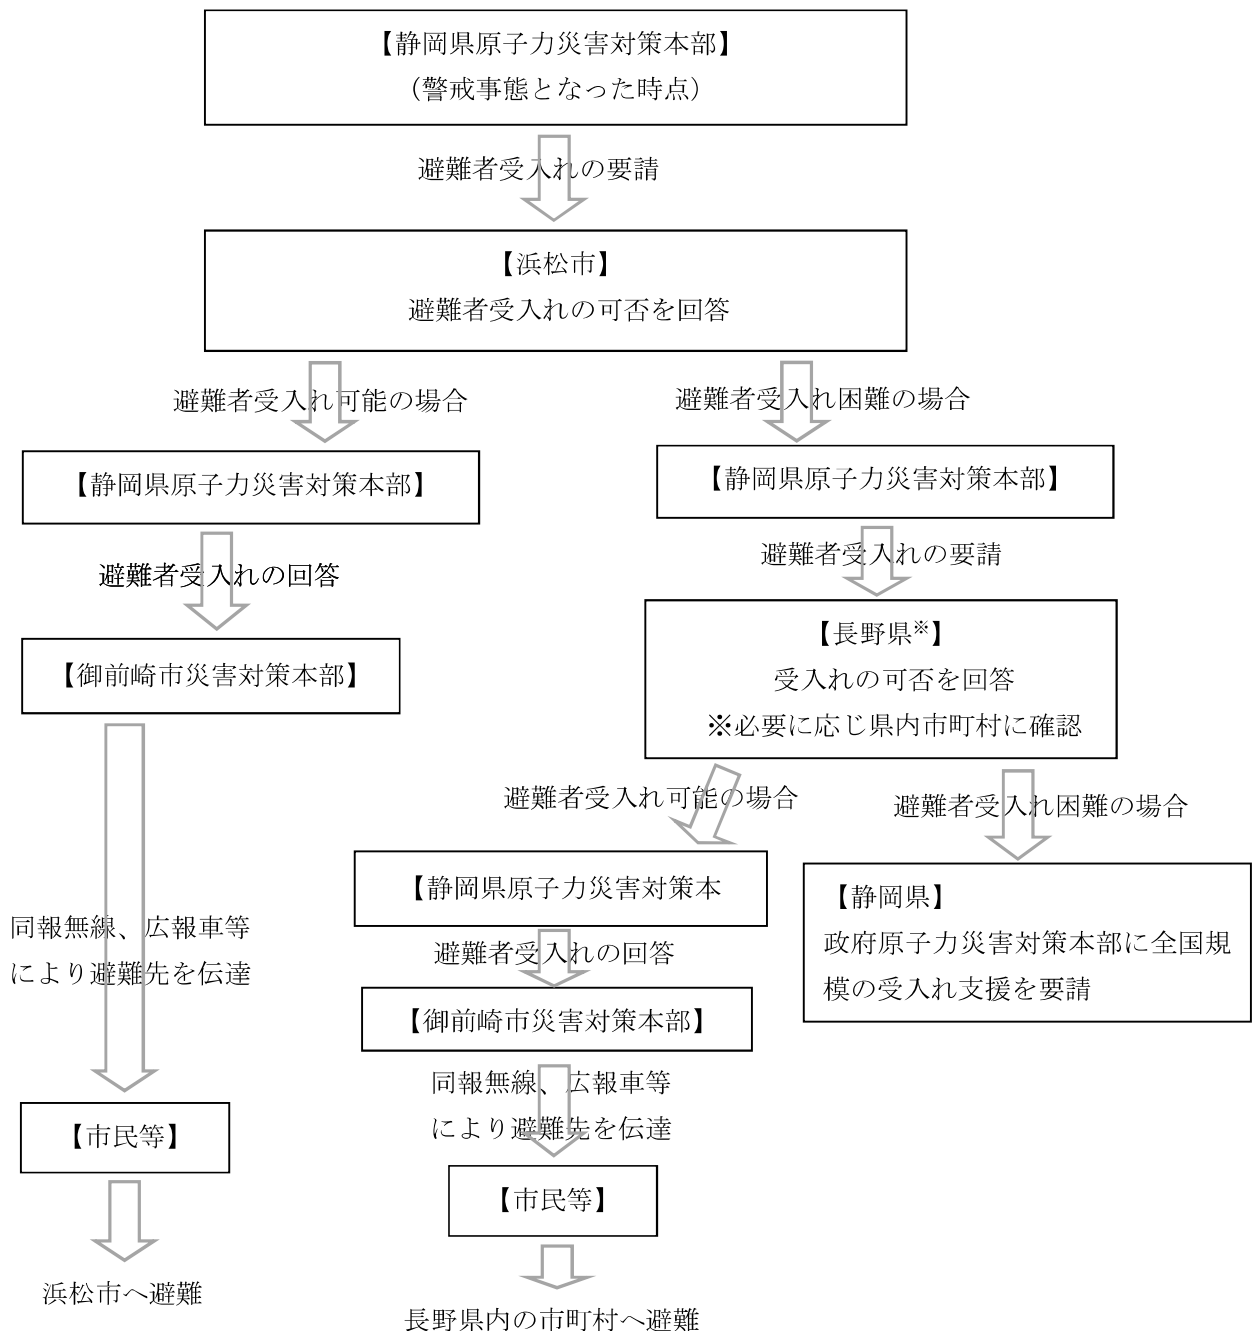 【静岡県原子力災害対策本部】
（警戒事態となった時点）
避難者受入れの要請
【浜松市】
避難者受入れの可否を回答
避難者受入れ可能の場合
避難者受入れ困難の場合
【静岡県原子力災害対策本部】
【静岡県原子力災害対策本部】
避難者受入れの回答
避難者受入れの要請
【御前崎市災害対策本部】
【長野県※】
受入れの可否を回答
※必要に応じ県内市町村に確認
避難者受入れ可能の場合
避難者受入れ困難の場合
【静岡県原子力災害対策本
【静岡県】
政府原子力災害対策本部に全国規
模の受入れ支援を要請
同報無線、広報車等
により避難先を伝達
避難者受入れの回答
【御前崎市災害対策本部】
同報無線、広報車等
により避難先を伝達
【市民等】
【市民等】
浜松市へ避難
長野県内の市町村へ避難